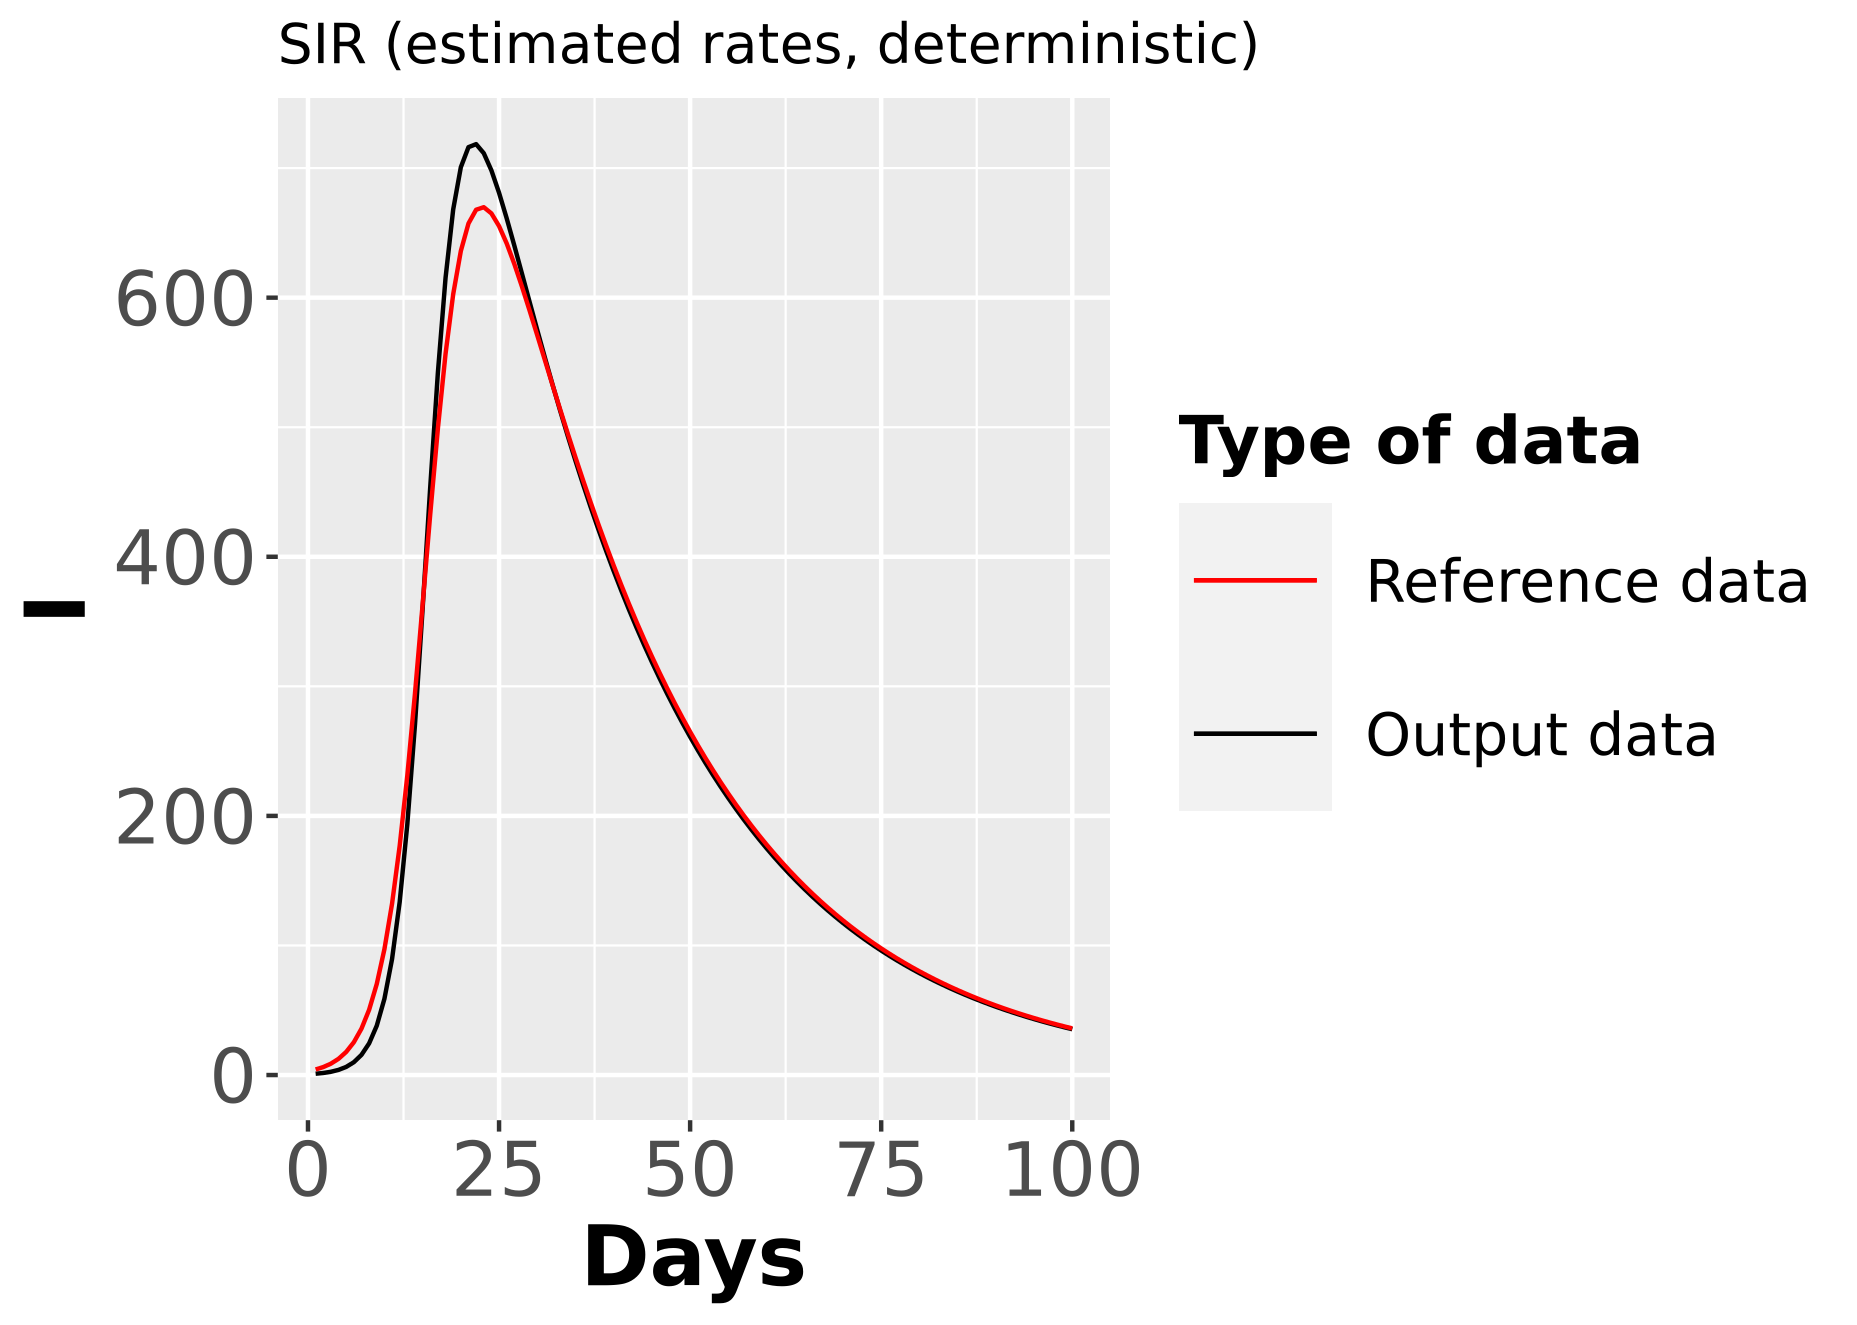 SIR (estimated rates, deterministic)
I
600
400
200
0
0 25 50 75 100
Days
Type of data
Reference data
Output data